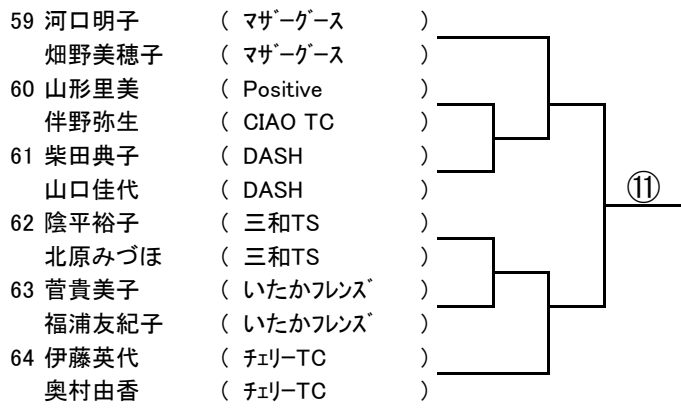 59 河口明子 ( ﾏｻﾞｰｸﾞｰｽ )
畑野美穂子 ( ﾏｻﾞｰｸﾞｰｽ )
60 山形里美 ( Positive )
伴野弥生 ( CIAO TC )
61 柴田典子 ( DASH )
山口佳代 ( DASH )
⑪
62 陰平裕子 ( 三和TS )
北原みづほ ( 三和TS )
63 菅貴美子 ( いたかﾌﾚﾝｽﾞ )
福浦友紀子 ( いたかﾌﾚﾝｽﾞ )
64 伊藤英代 ( ﾁｪﾘｰTC )
奥村由香 ( ﾁｪﾘｰTC )